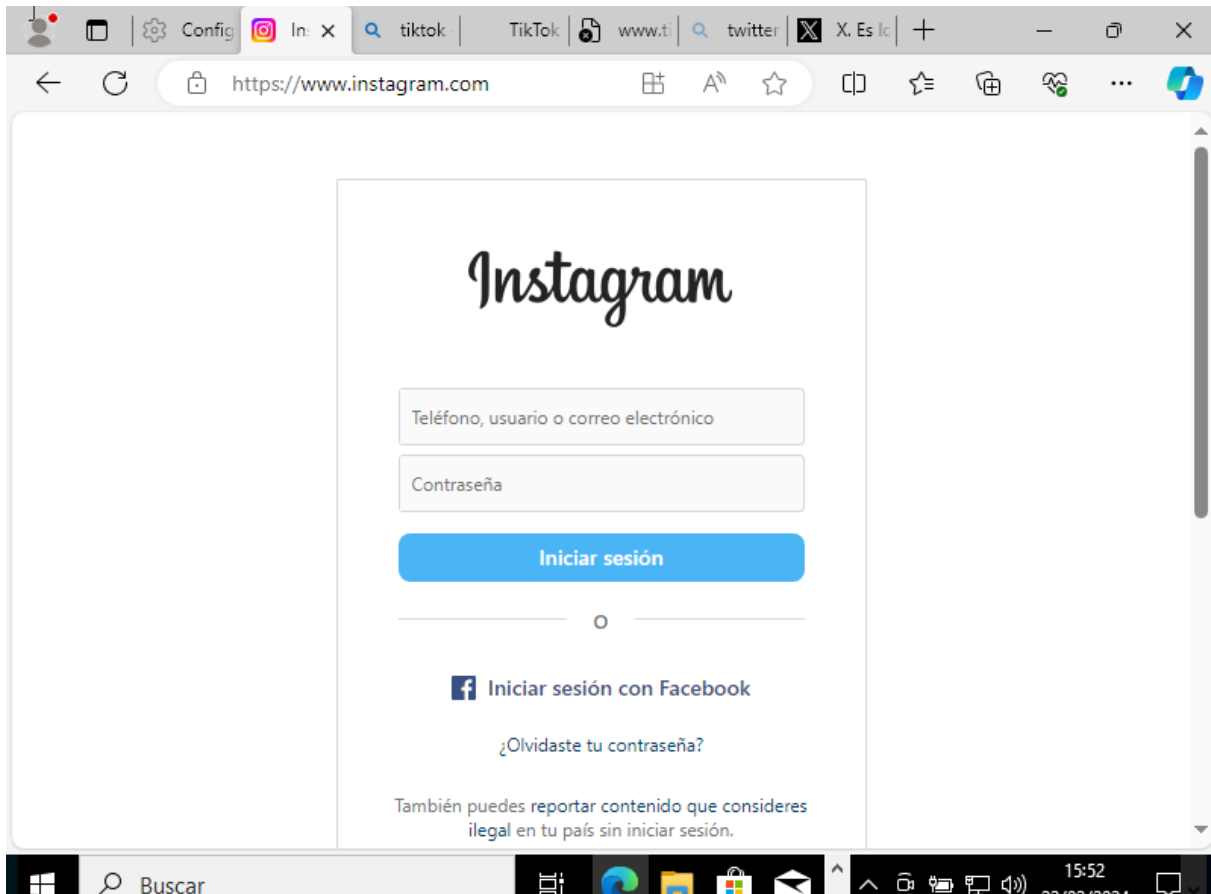 Config In: tiktok TikTok www.ti twitter X. Es lo
https://www.instagram.com
Instagram
Teléfono, usuario o correo electrónico
Contraseña
Iniciar sesión
O
Iniciar sesión con Facebook
¿Olvidaste tu contraseña?
También puedes reportar contenido que consideres
ilegal en tu país sin iniciar sesión.
15:52
Buscar